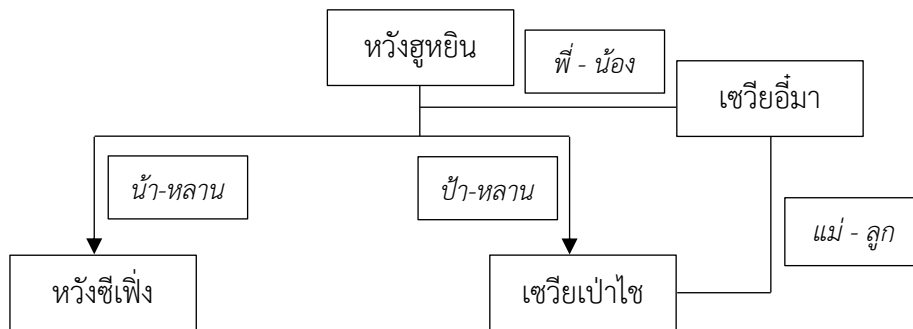 หวังฮูหยิน
พี่ - น้อง
เซวียอี๋มา
น้า-หลาน
ป้า-หลาน
แม่ - ลูก
หวังซีเฟิ่ง
เซวียเป่าไช